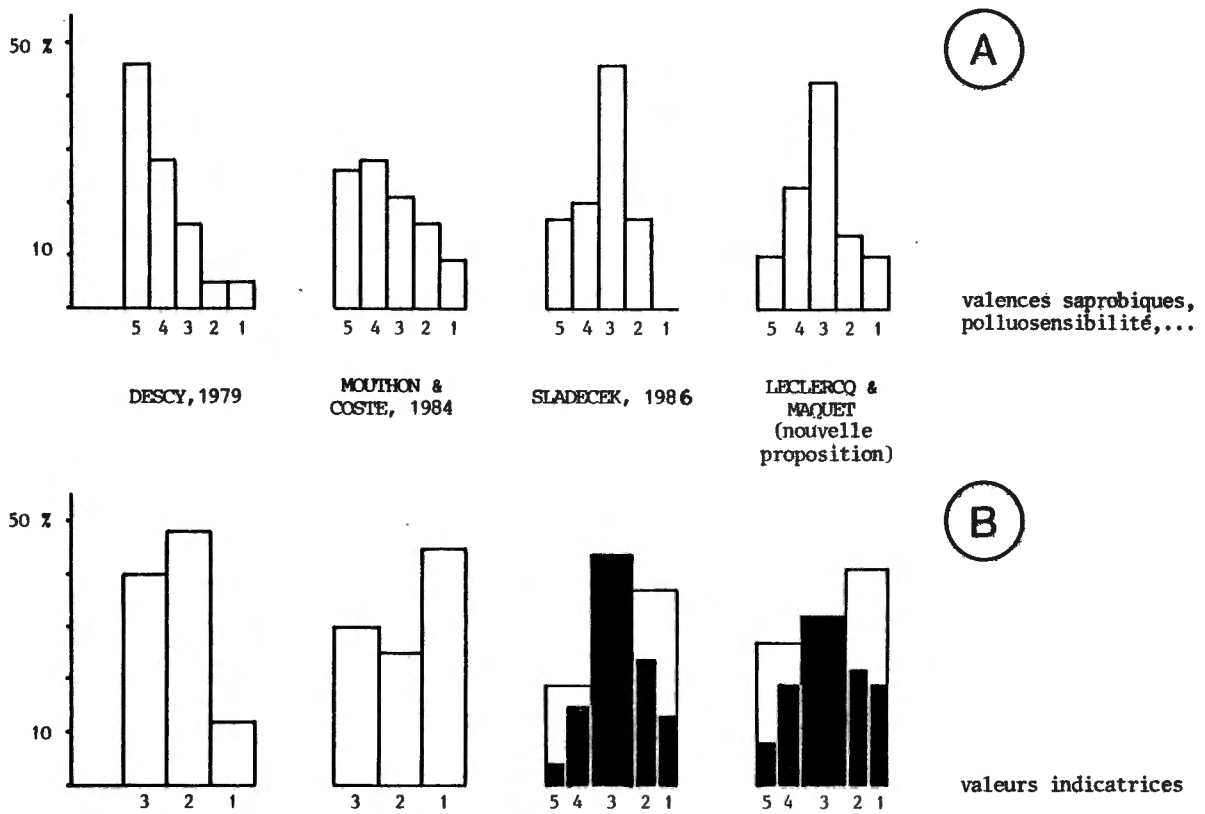 A
50 %
10
5 4 3 2 1
5 4 3 2 1
5 4 3 2 1
5 4 3 2 1
valences saprobiques,
polluosensibilité,...
DESCY, 1979
MOUTHON &
COSTE, 1984
SLADECEK, 1986
LECLERCQ &
MAQUET
(nouvelle
proposition)
B
50 %
10
3 2 1
3 2 1
5 4 3 2 1
5 4 3 2 1
valeurs indicatrices